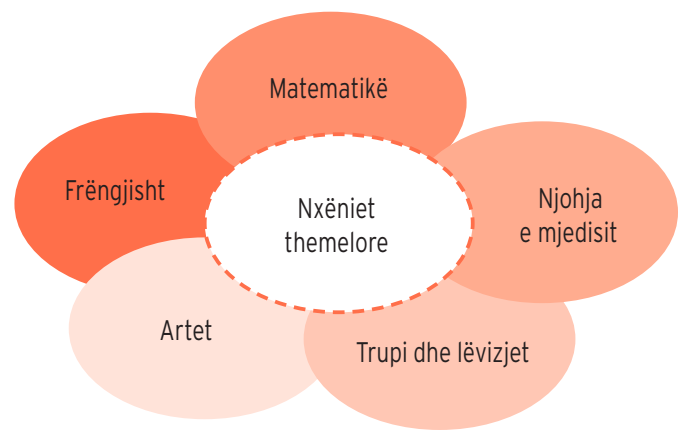 Matematikë
Frëngjisht
Nxëniet
themelore
Njohja
e mjedisit
Artet
Trupi dhe lëvizjet